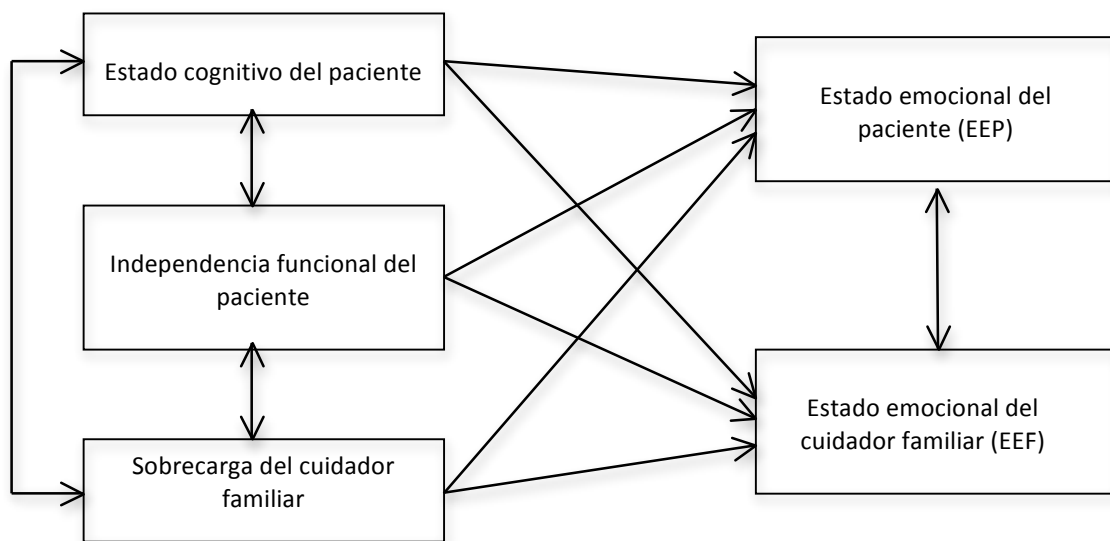 Estado cognitivo del paciente
Independencia funcional del
paciente
Sobrecarga del cuidador
familiar
Estado emocional del
paciente (EEP)
Estado emocional del
cuidador familiar (EEF)